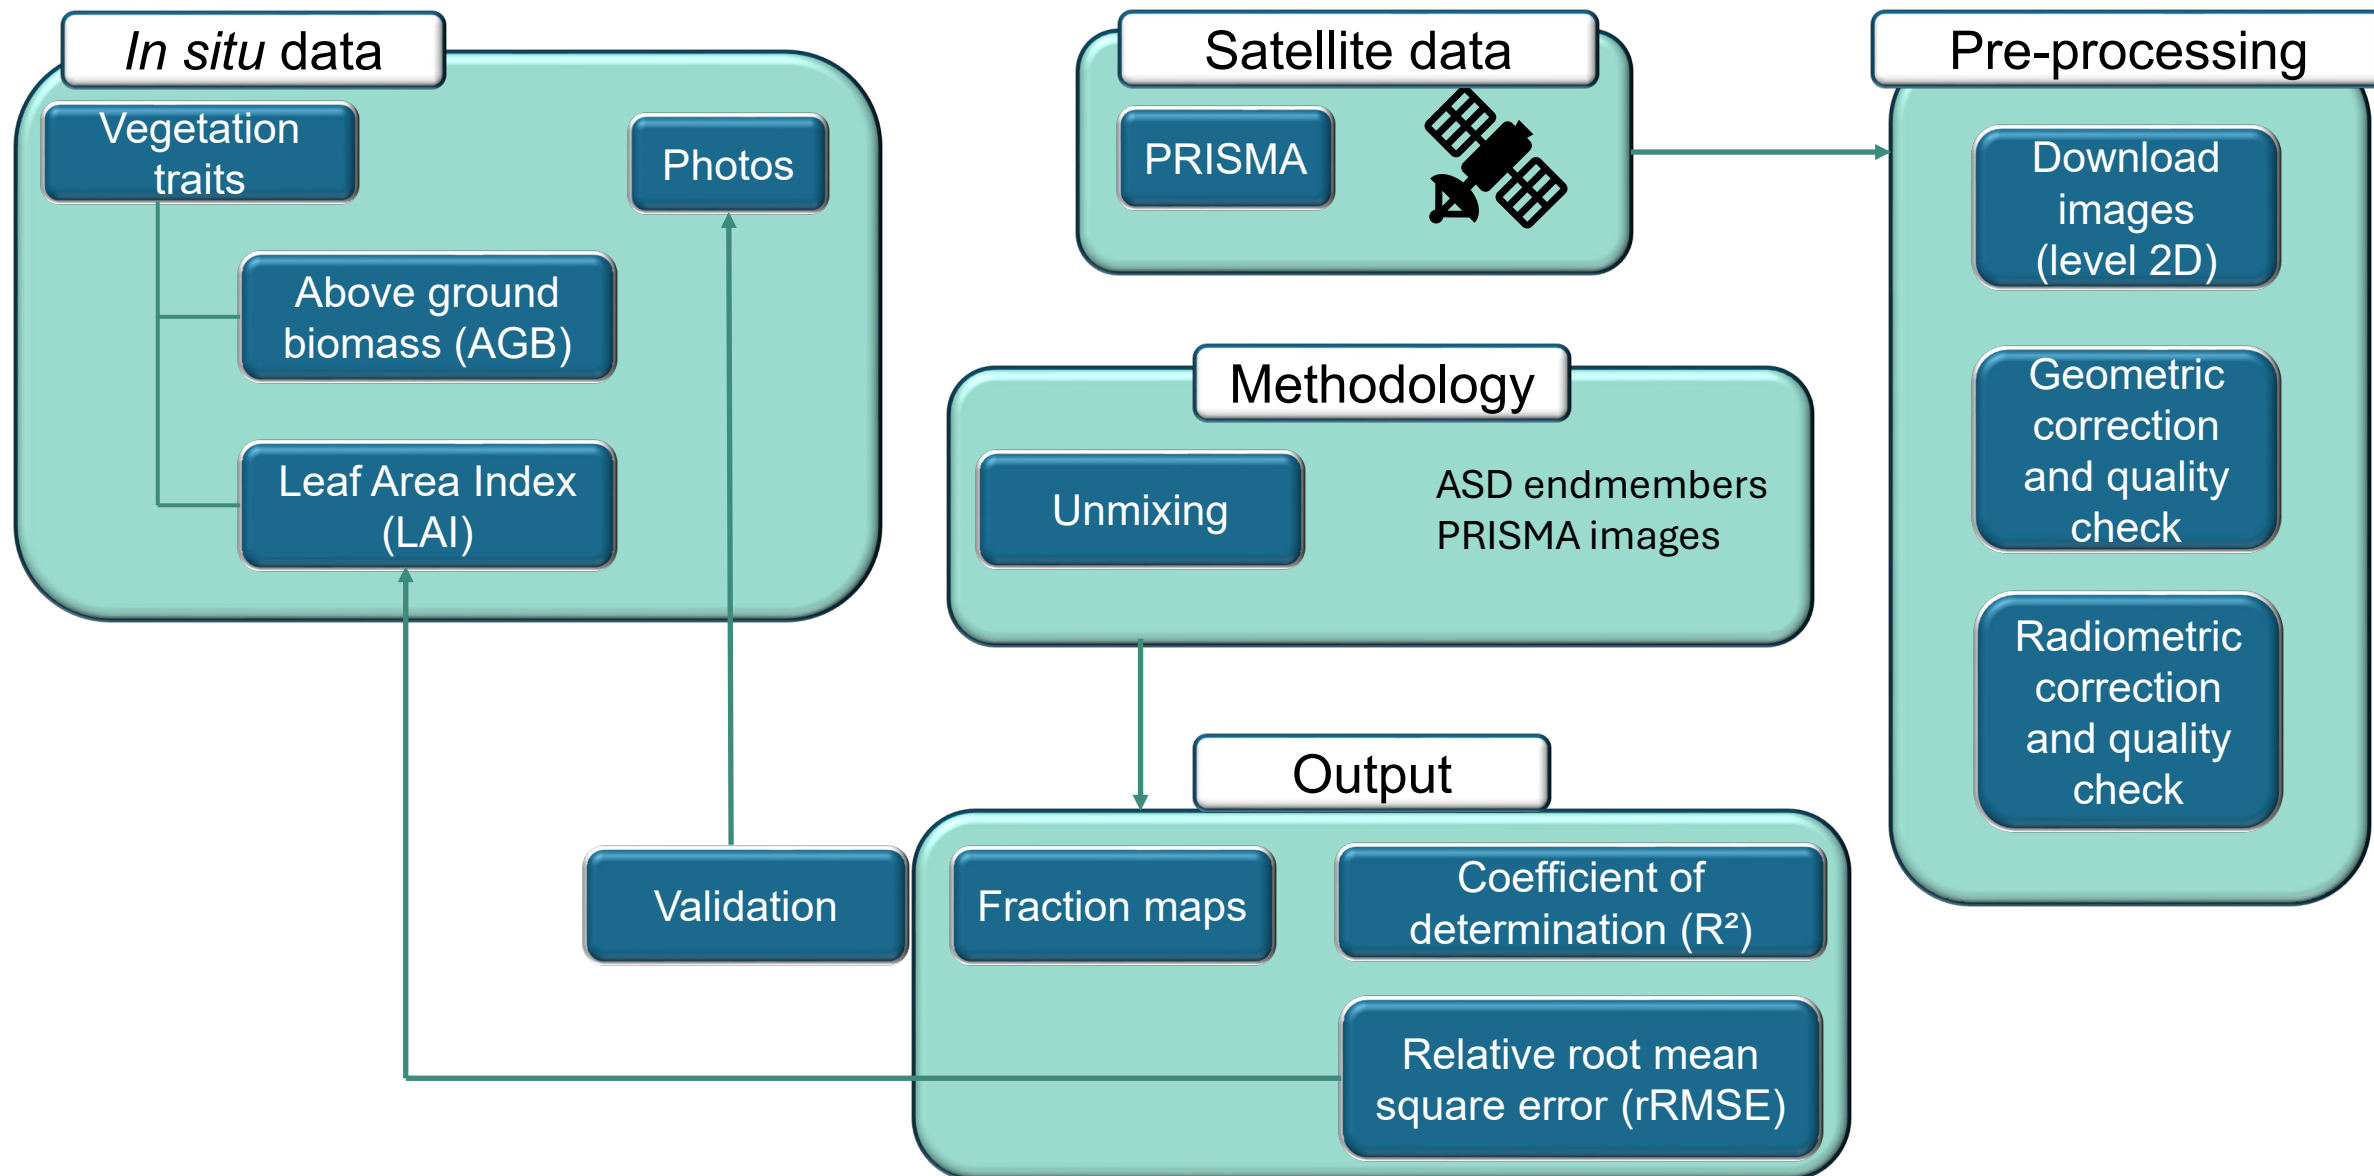 In situ data
Vegetation
traits
Photos
Above ground
biomass (AGB)
Leaf Area Index
(LAI)
Satellite data
PRISMA
Pre-processing
Download
images
(level 2D)
Geometric
correction
and quality
check
Radiometric
correction
and quality
check
Methodology
Unmixing
ASD endmembers
PRISMA images
Output
Validation
Fraction maps
Coefficient of
determination (R²)
Relative root mean
square error (rRMSE)